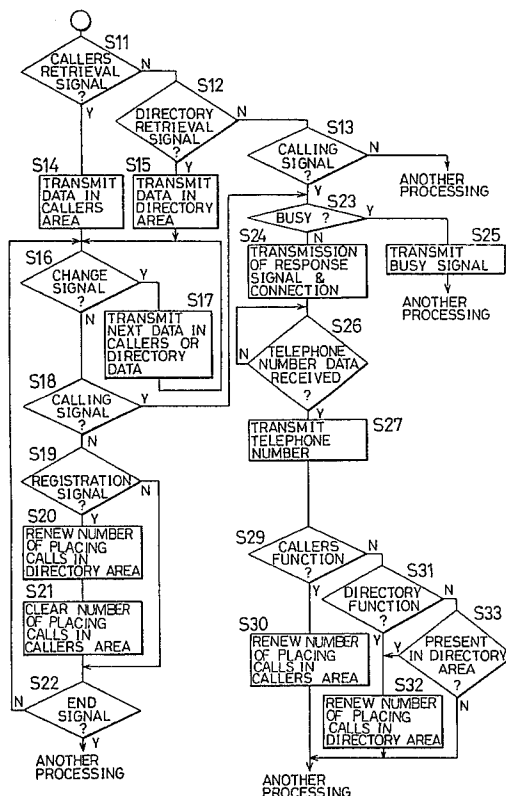 S11
CALLERS
RETRIEVAL
SIGNAL
?
N
Y
S12
DIRECTORY
RETRIEVAL
SIGNAL
?
N
Y
S13
CALLING
SIGNAL
?
N
Y
ANOTHER
PROCESSING
S14
TRANSMIT
DATA IN
CALLERS
AREA
S15
TRANSMIT
DATA IN
DIRECTORY
AREA
S23
BUSY ?
Y
N
S24
TRANSMISSION
OF RESPONSE
SIGNAL &
CONNECTION
S25
TRANSMIT
BUSY SIGNAL
ANOTHER
PROCESSING
S16
CHANGE
SIGNAL
?
Y
N
S17
TRANSMIT
NEXT DATA IN
CALLERS OR
DIRECTORY
DATA
S26
TELEPHONE
NUMBER DATA
RECEIVED
?
N
Y
S18
CALLING
SIGNAL
?
Y
N
S27
TRANSMIT
TELEPHONE
NUMBER
S19
REGISTRATION
SIGNAL
?
N
Y
S20
RENEW NUMBER
OF PLACING
CALLS IN
DIRECTORY AREA
S21
CLEAR NUMBER
OF PLACING
CALLS IN
CALLERS AREA
S22
END
SIGNAL
?
N
Y
ANOTHER
PROCESSING
S29
CALLERS
FUNCTION
?
N
Y
S31
DIRECTORY
FUNCTION
?
N
Y
S33
PRESENT
IN DIRECTORY
AREA
?
Y
N
S30
RENEW NUMBER
OF PLACING
CALLS IN
CALLERS AREA
S32
RENEW NUMBER
OF PLACING
CALLS IN
DIRECTORY AREA
ANOTHER
PROCESSING